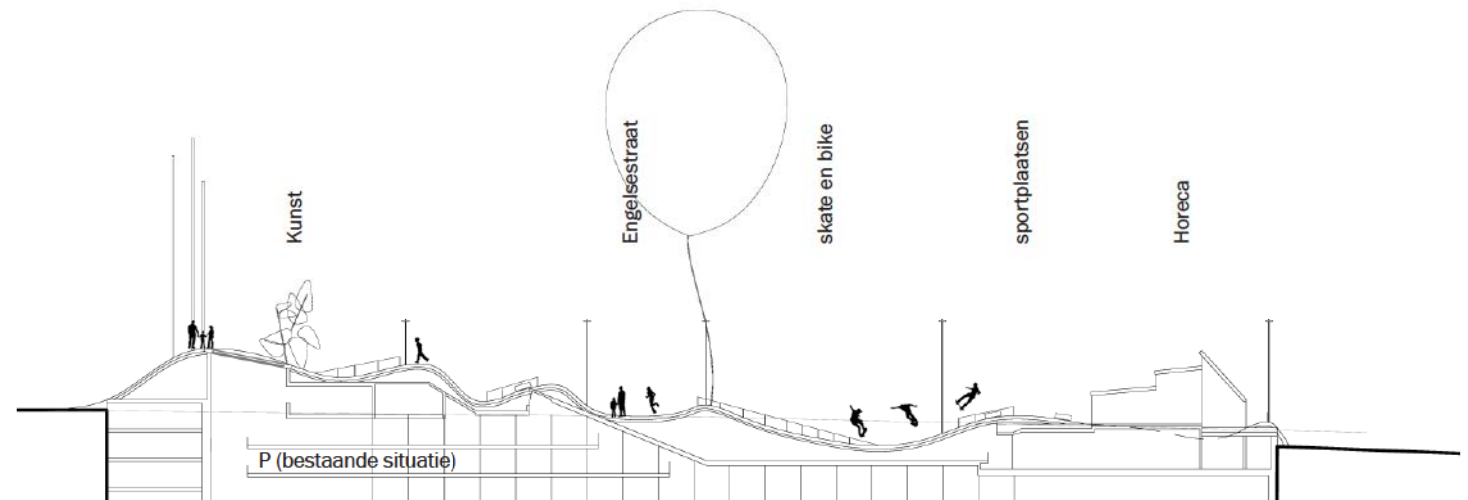 Kunst
Engelsestraat
skate en bike
sportplaatsen
Horeca
P (bestaande situatie)